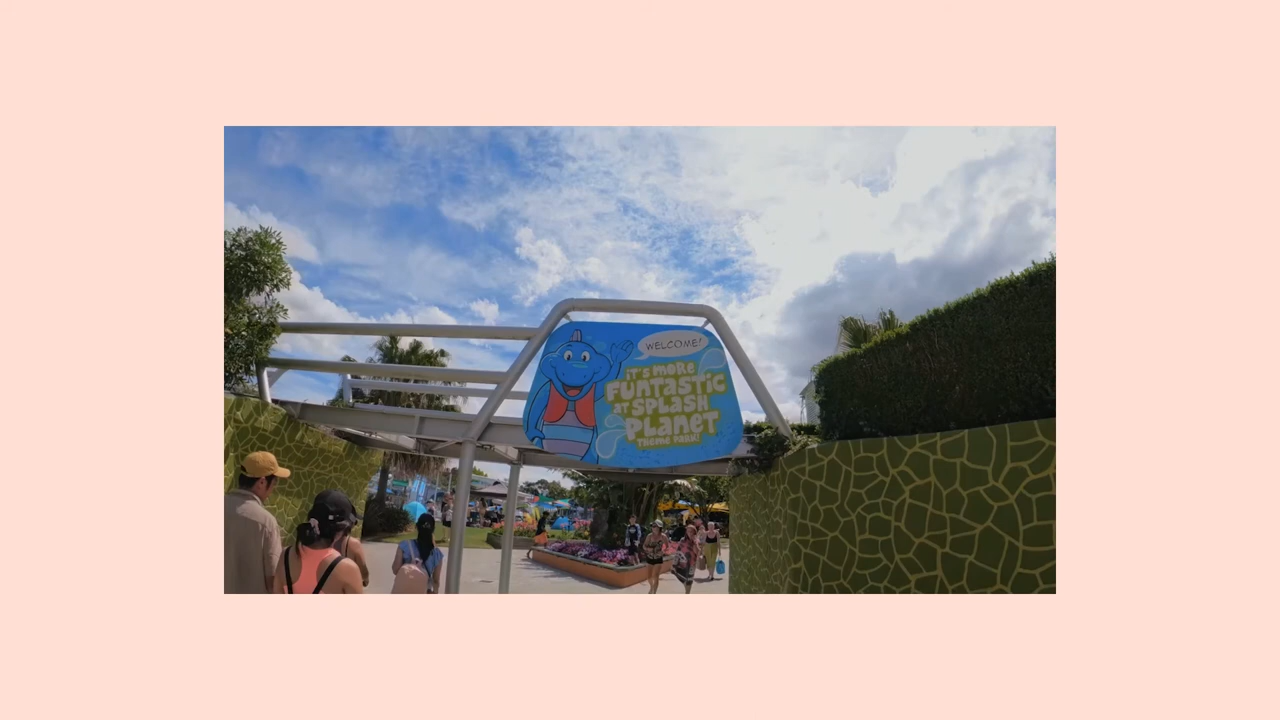 WELCOME!
IT'S MORE
FUNTASTIC
AT SPLASH
PLANET
THEME PARK!